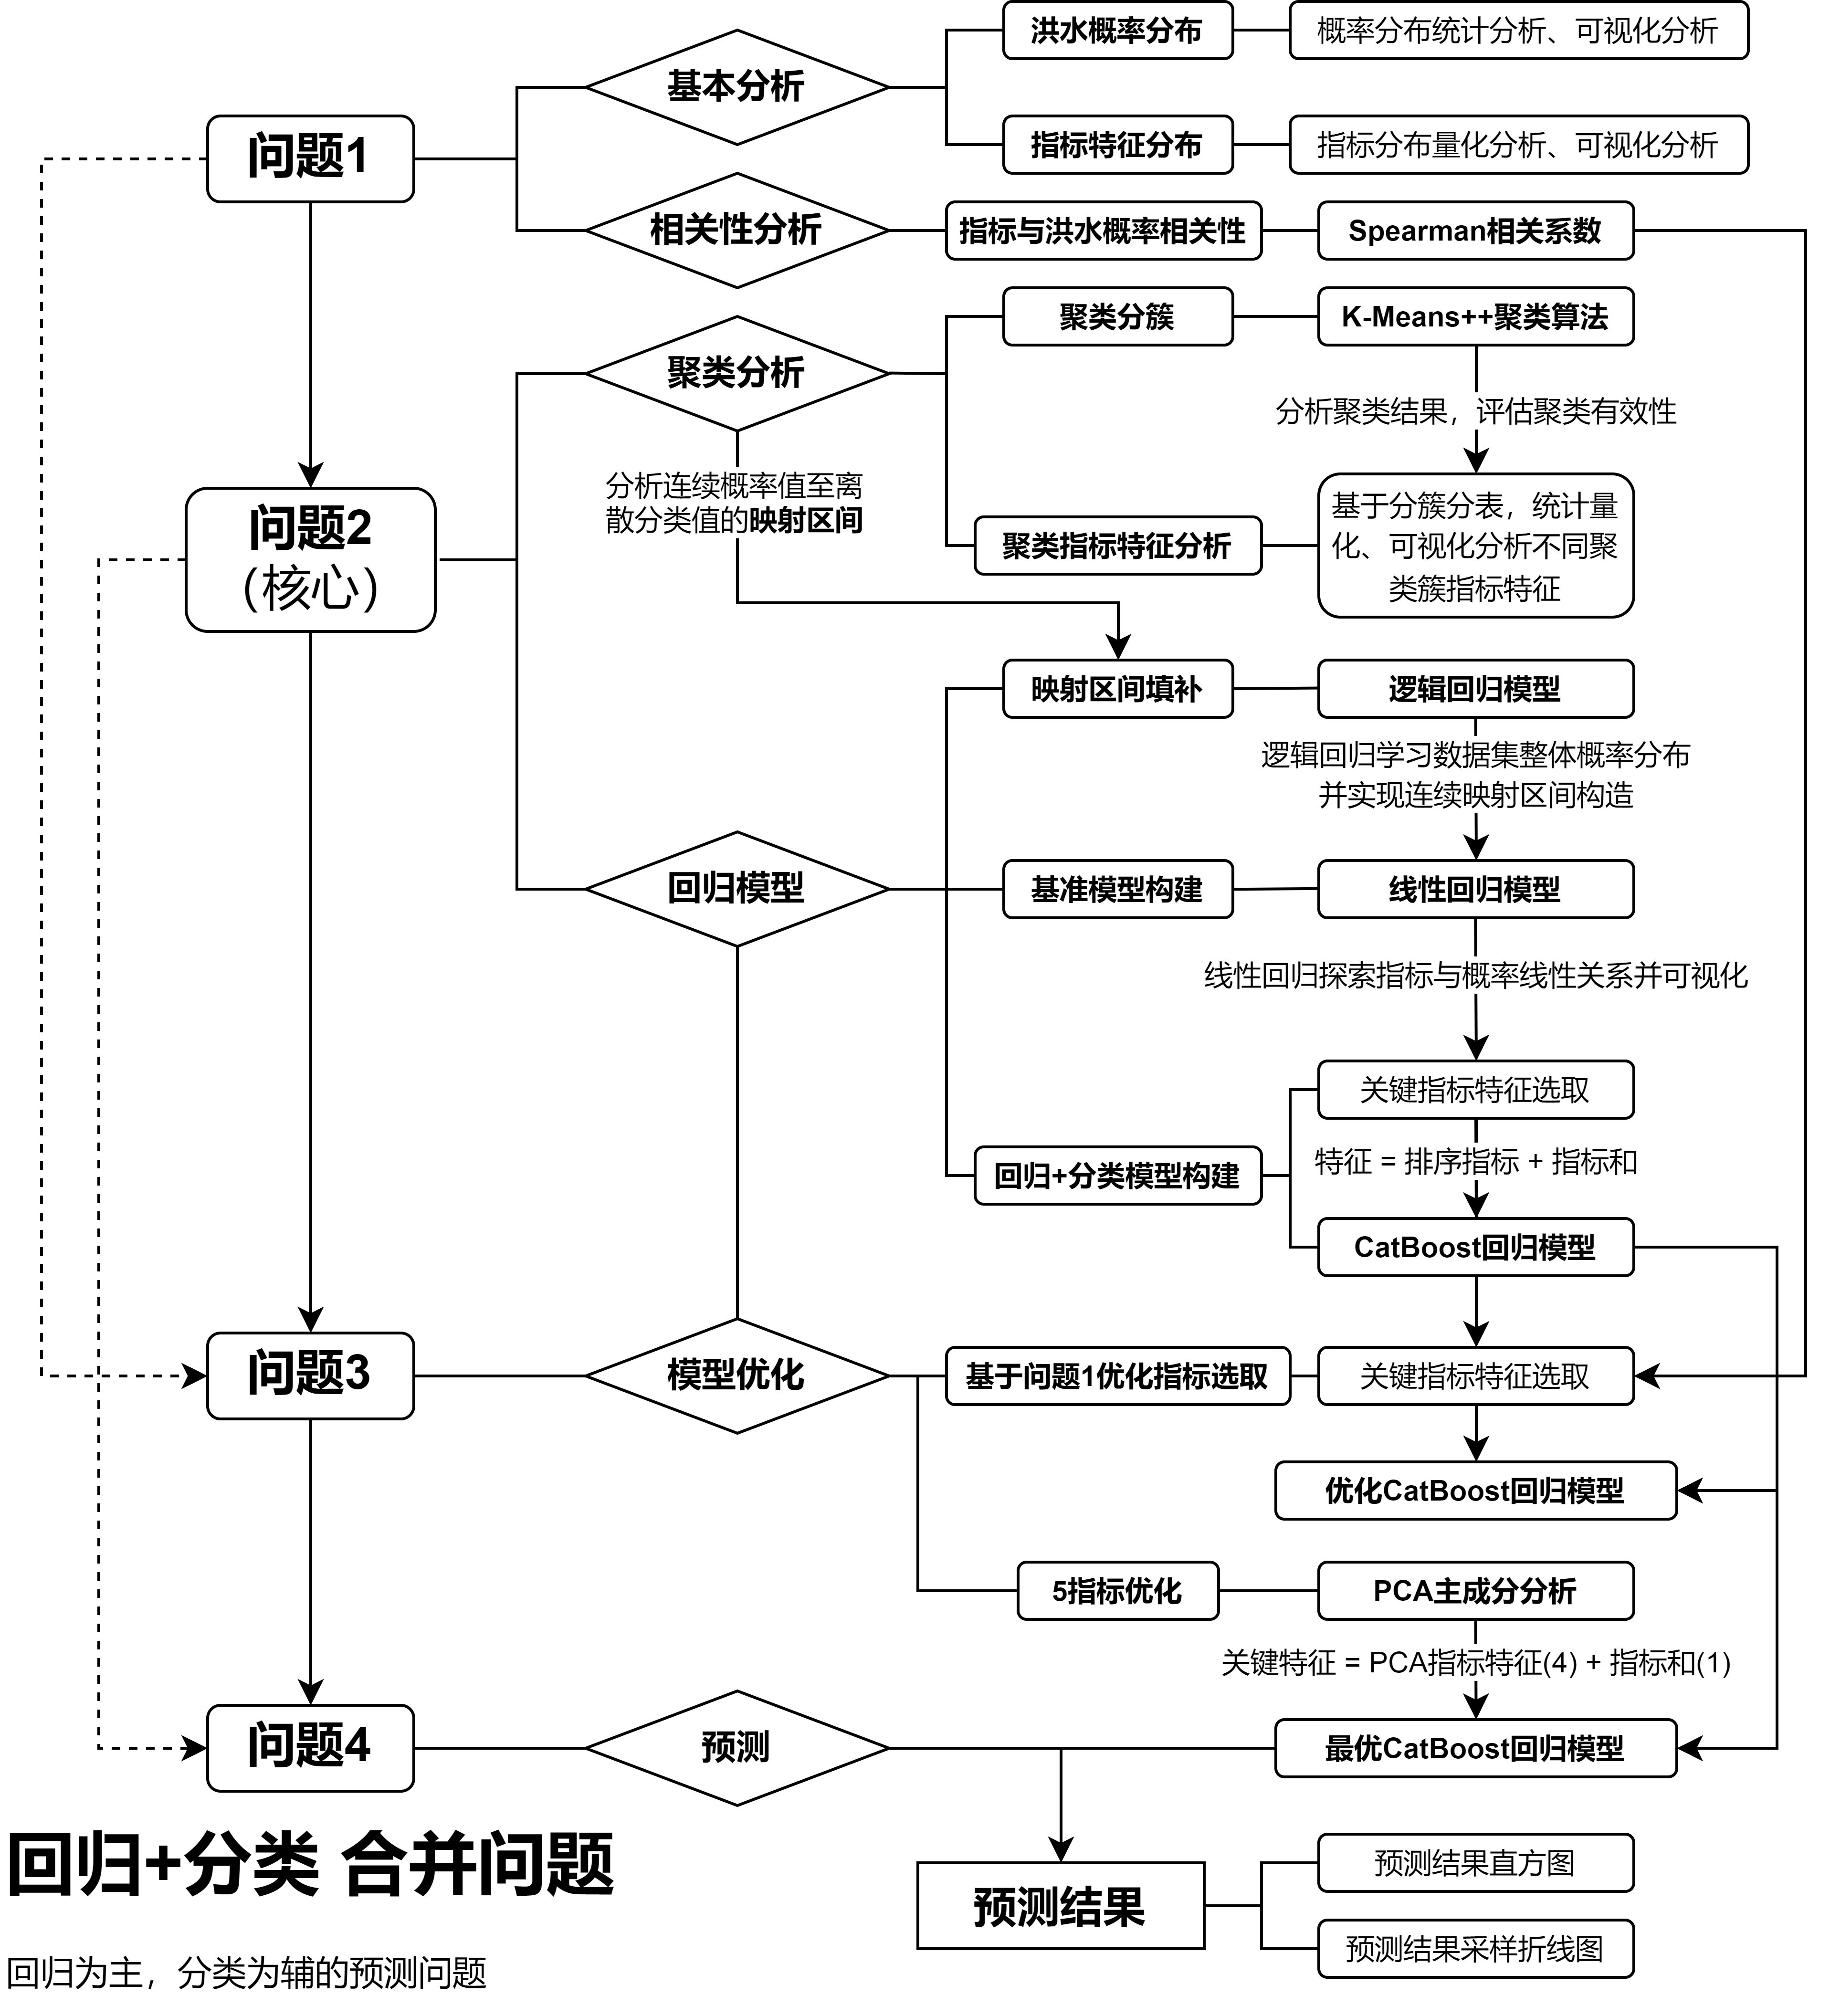 洪水概率分布
概率分布统计分析、可视化分析
基本分析
问题1
指标特征分布
指标分布量化分析、可视化分析
相关性分析
指标与洪水概率相关性
Spearman相关系数
聚类分簇
K-Means++聚类算法
聚类分析
分析聚类结果，评估聚类有效性
分析连续概率值至离
散分类值的映射区间
问题2
（核心）
聚类指标特征分析
基于分簇分表，统计量
化、可视化分析不同聚
类簇指标特征
映射区间填补
逻辑回归模型
逻辑回归学习数据集整体概率分布
并实现连续映射区间构造
回归模型
基准模型构建
线性回归模型
线性回归探索指标与概率线性关系并可视化
关键指标特征选取
回归+分类模型构建
特征 = 排序指标 + 指标和
CatBoost回归模型
问题3
模型优化
基于问题1优化指标选取
关键指标特征选取
优化CatBoost回归模型
5指标优化
PCA主成分分析
关键特征 = PCA指标特征(4) + 指标和(1)
问题4
预测
最优CatBoost回归模型
回归+分类 合并问题
预测结果
预测结果直方图
预测结果采样折线图
回归为主，分类为辅的预测问题